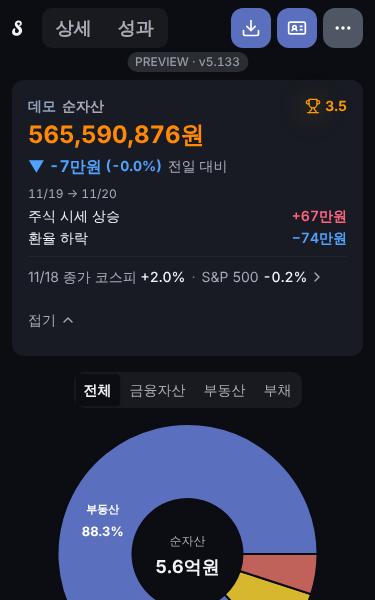 상세 성과
PREVIEW · v5.133
데모 순자산 3.5
565,590,876원
▼ -7만원 (-0.0%) 전일 대비
11/19 → 11/20
주식 시세 상승 +67만원
환율 하락 −74만원
11/18 종가 코스피 +2.0% · S&P 500 -0.2% >
접기
전체 금융자산 부동산 부채
부동산
88.3%
순자산
5.6억원